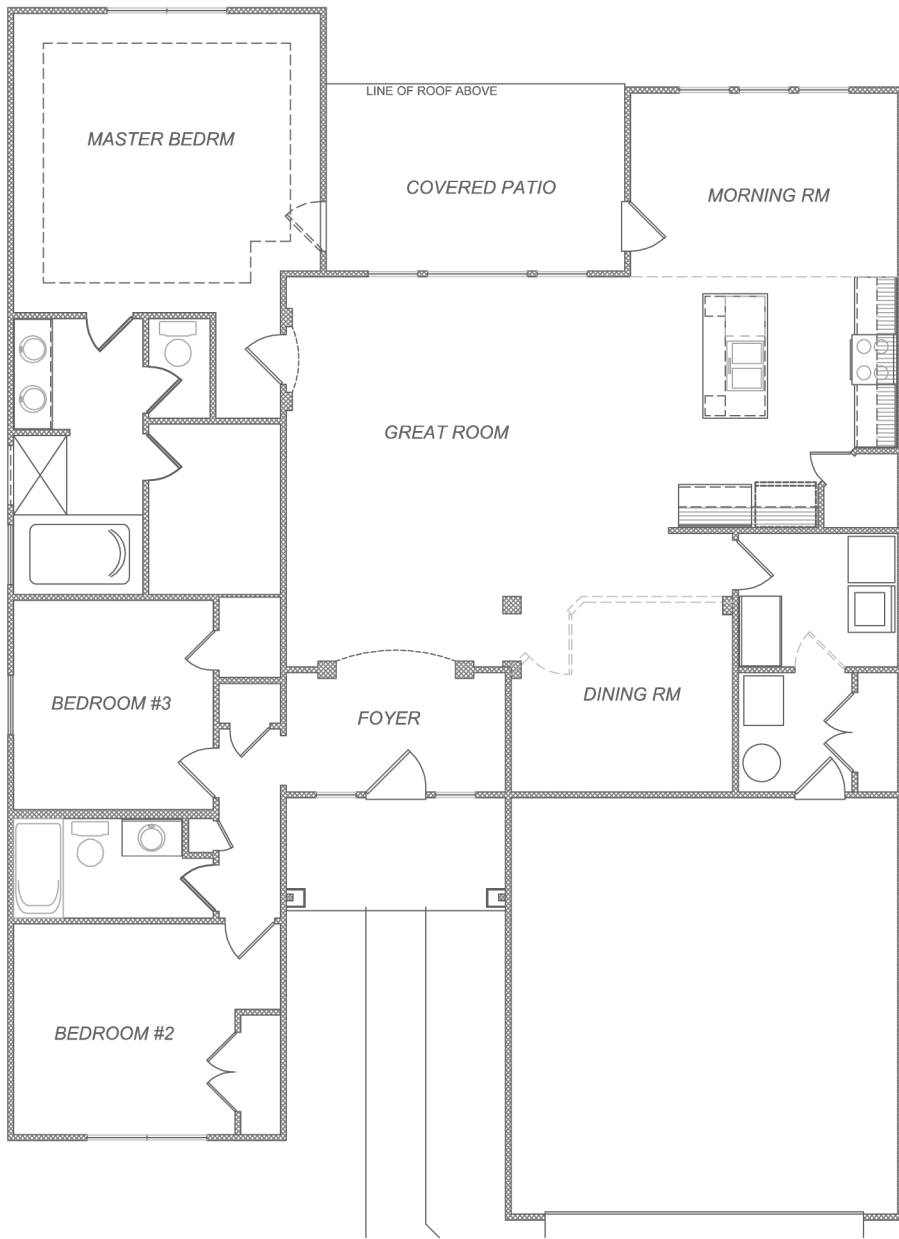 LINE OF ROOF ABOVE
MASTER BEDRM
COVERED PATIO
MORNING RM
GREAT ROOM
BEDROOM #3
FOYER
DINING RM
BEDROOM #2